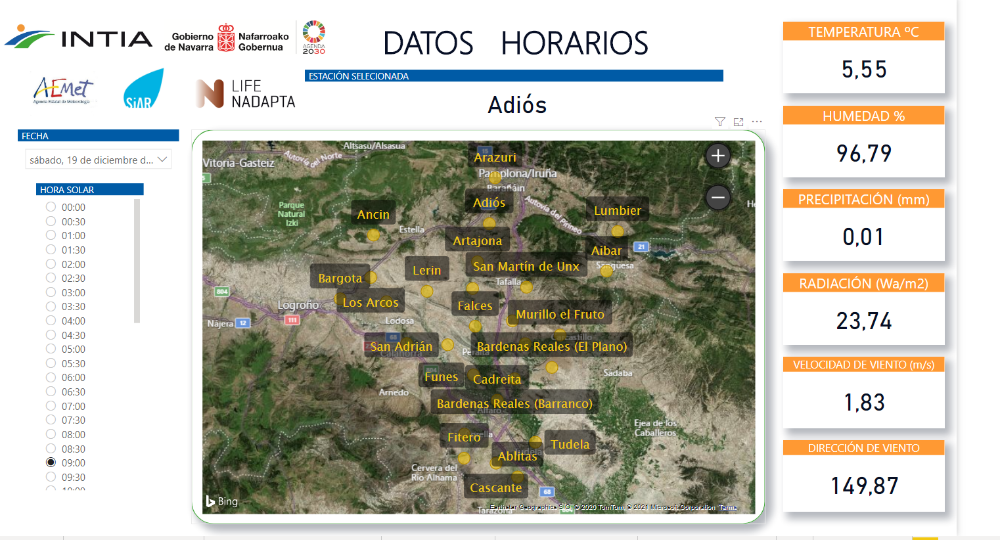 INTIA
Gobierno
de Navarra
Nafarroako
Gobernua
AGENDA
2030
DATOS HORARIOS
AEMet
Agencia Estatal de Meteorología
SiAR
LIFE
NADAPTA
ESTACIÓN SELECCIONADA
Adiós
FECHA
sábado, 19 de diciembre d...
HORA SOLAR
00:00
00:30
01:00
01:30
02:00
02:30
03:00
03:30
04:00
04:30
05:00
05:30
06:00
06:30
07:00
07:30
08:00
08:30
09:00
09:30
10:00
Altsasu/Alsasua
Vitoria-Gasteiz
Autovía del Norte
15
Arazuri
Pamplona/Iruña
Barañáin
Parque
Natural
Izki
Adiós
Autovía del Pirineo
Lumbier
Ancin
Estella
Artajona
Aibar
21
Sangüesa
San Martín de Unx
Lerin
Bargota
Tafalla
804
Logroño
Los Arcos
Falces
Murillo el Fruto
Nájera
12
111
Lodosa
68
Carcastillo
San Adrián
Calahorra
Peralta
Bardenas Reales (El Plano)
Sádaba
Funes
Cadreita
Arnedo
Bardenas Reales (Barranco)
Alfaro
Ejea de los
Caballeros
Fitero
Tudela
Tudela
Ablitas
Cervera del
Río Alhama
Cascante
68
Bing
Tarazona
Earthstar Geographics SIO, © 2020 TomTom, © 2021 Microsoft Corporation Terms
TEMPERATURA ºC
5,55
HUMEDAD %
96,79
PRECIPITACIÓN (mm)
0,01
RADIACIÓN (Wa/m2)
23,74
VELOCIDAD DE VIENTO (m/s)
1,83
DIRECCIÓN DE VIENTO
149,87